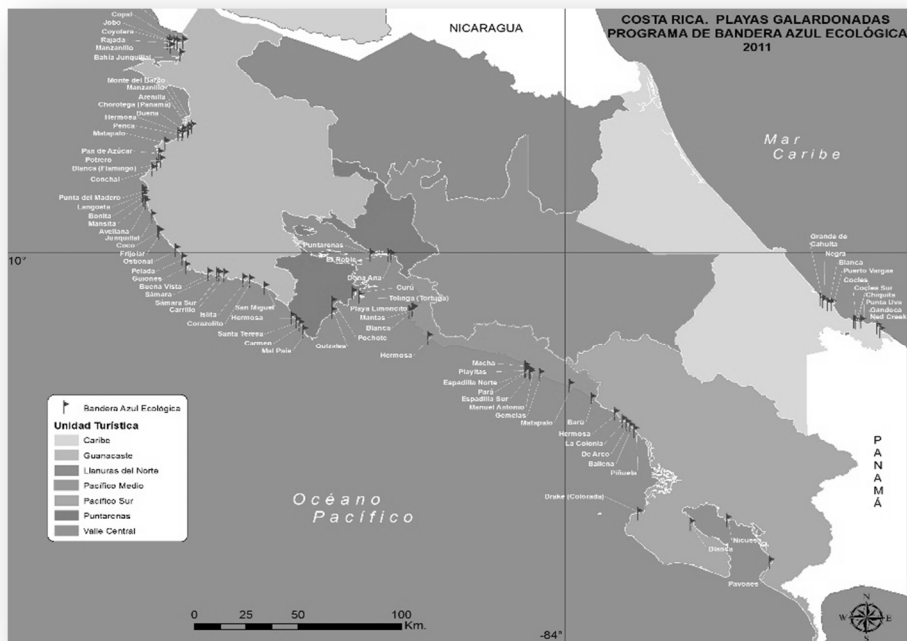 COSTA RICA. PLAYAS GALARDONADAS
PROGRAMA DE BANDERA AZUL ECOLÓGICA
2011
NICARAGUA
Mar
Caribe
Copal
Jobo
Coyotera
Rajada
Manzanillo
Bahía Junquillal
Manzanillo
Arenilla
Chorotega (Panamá)
Buena
Hermosa
Penca
Matapalo
Pan de Azúcar
Potrero
Blanca (Flamingo)
Conchal
Punta del Madero
Langosta
Bonita
Mansita
Avellana
Junquillal
Coco
Frijolar
Ostional
Pelada
Guiones
Buena Vista
Sámara
Sámara Sur
Carrillo
Islita
Corazalito
San Miguel
Hermosa
Santa Teresa
Carmen
Mal País
Quizales
Puntarenas
El Roble
Dona Ana
Curú
Tolinga (Tortuga)
Playa Limoncito
Mantas
Blanca
Pochote
Hermosa
Macha
Playitas
Espadilla Norte
Pará
Espadilla Sur
Manuel Antonio
Gemelas
Matapalo
Barú
Hermosa
La Colonia
De Arco
Ballena
Piñuela
Drake (Colorada)
Blanca
Nicuesa
Pavones
Grande de
Cahuita
Negra
Blanca
Puerto Vargas
Cocles
Cocles Sur
Chiquita
Punta Uva
Gandoca
Ned Creek
10°
-84°
PANAMÁ
Océano
Pacífico
Bandera Azul Ecológica
Unidad Turística
Caribe
Guanacaste
Llanuras del Norte
Pacífico Medio
Pacífico Sur
Puntarenas
Valle Central
0 25 50 100
Km.
N
W E
S